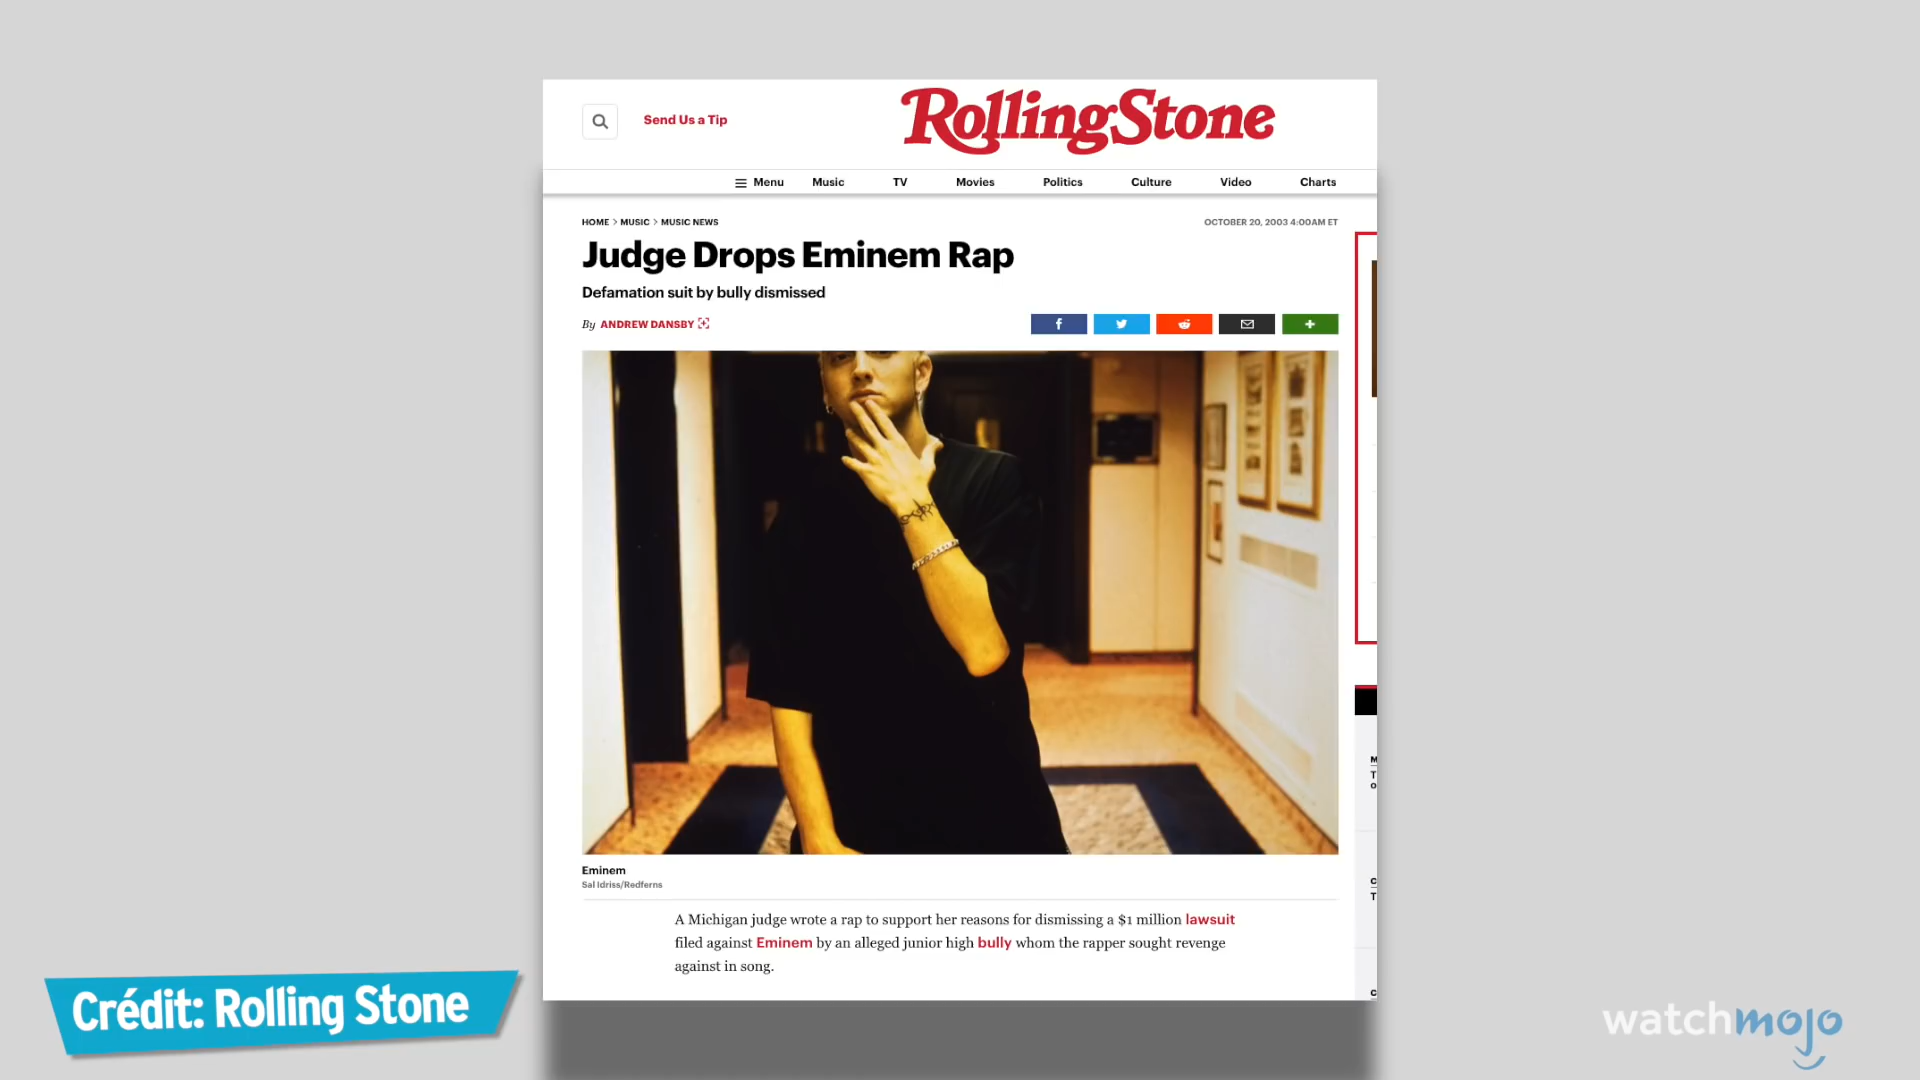 Send Us a Tip
RollingStone
Menu Music TV Movies Politics Culture Video Charts
HOME > MUSIC > MUSIC NEWS
OCTOBER 20, 2003 4:00AM ET
Judge Drops Eminem Rap
Defamation suit by bully dismissed
By ANDREW DANSBY
Eminem
Sal Idriss/Redferns
A Michigan judge wrote a rap to support her reasons for dismissing a $1 million lawsuit
filed against Eminem by an alleged junior high bully whom the rapper sought revenge
against in song.
Crédit: Rolling Stone
watchmojo